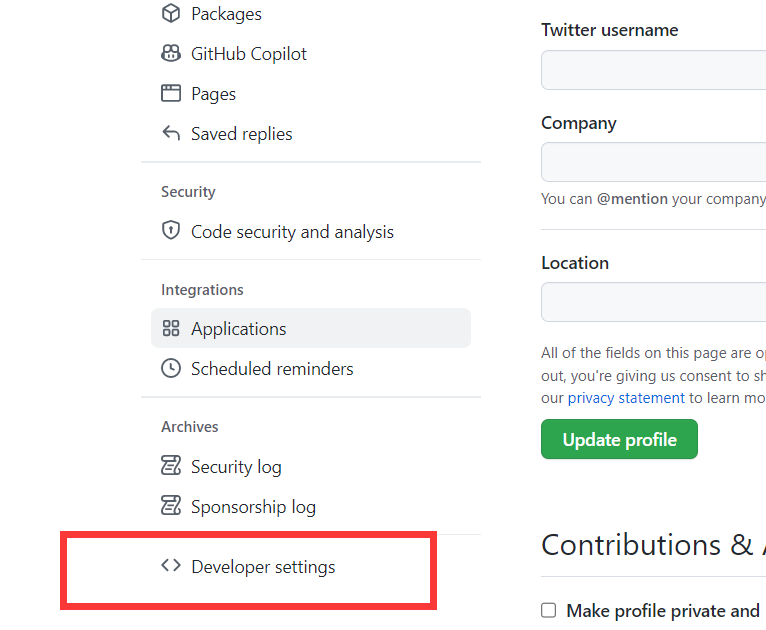 Packages
GitHub Copilot
Pages
Saved replies
Security
Code security and analysis
Integrations
Applications
Scheduled reminders
Archives
Security log
Sponsorship log
Developer settings
Twitter username
Company
You can @mention your company
Location
All of the fields on this page are
out, you're giving us consent to
our privacy statement to learn
Update profile
Contributions &
Make profile private and